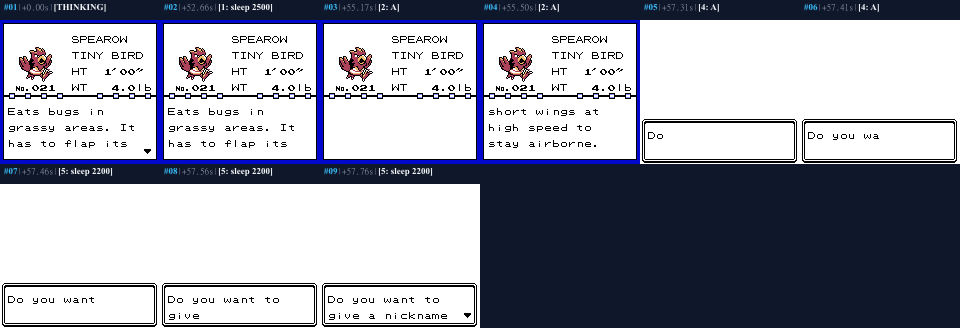 #01 | +0.00s | [THINKING]
#02 | +52.66s | [1: sleep 2500]
#03 | +55.17s | [2: A]
#04 | +55.50s | [2: A]
#05 | +57.31s | [4: A]
#06 | +57.41s | [4: A]
SPEAROW
TINY BIRD
HT 1'00"
No.021 WT 4.0lb
Eats bugs in
grassy areas. It
has to flap its
SPEAROW
TINY BIRD
HT 1'00"
No.021 WT 4.0lb
Eats bugs in
grassy areas. It
has to flap its
SPEAROW
TINY BIRD
HT 1'00"
No.021 WT 4.0lb
SPEAROW
TINY BIRD
HT 1'00"
No.021 WT 4.0lb
short wings at
high speed to
stay airborne.
Do
Do you wa
#07 | +57.46s | [5: sleep 2200]
#08 | +57.56s | [5: sleep 2200]
#09 | +57.76s | [5: sleep 2200]
Do you want
Do you want to
give
Do you want to
give a nickname